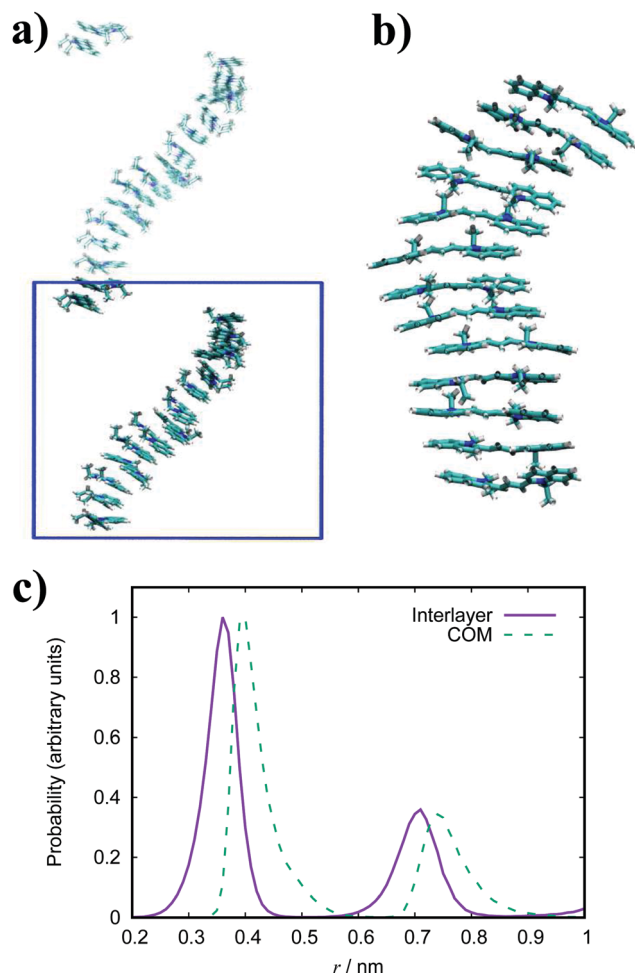 a)
b)
c)
Interlayer
COM
Probability (arbitrary units)
1
0.8
0.6
0.4
0.2
0
0.2 0.3 0.4 0.5 0.6 0.7 0.8 0.9 1
r / nm